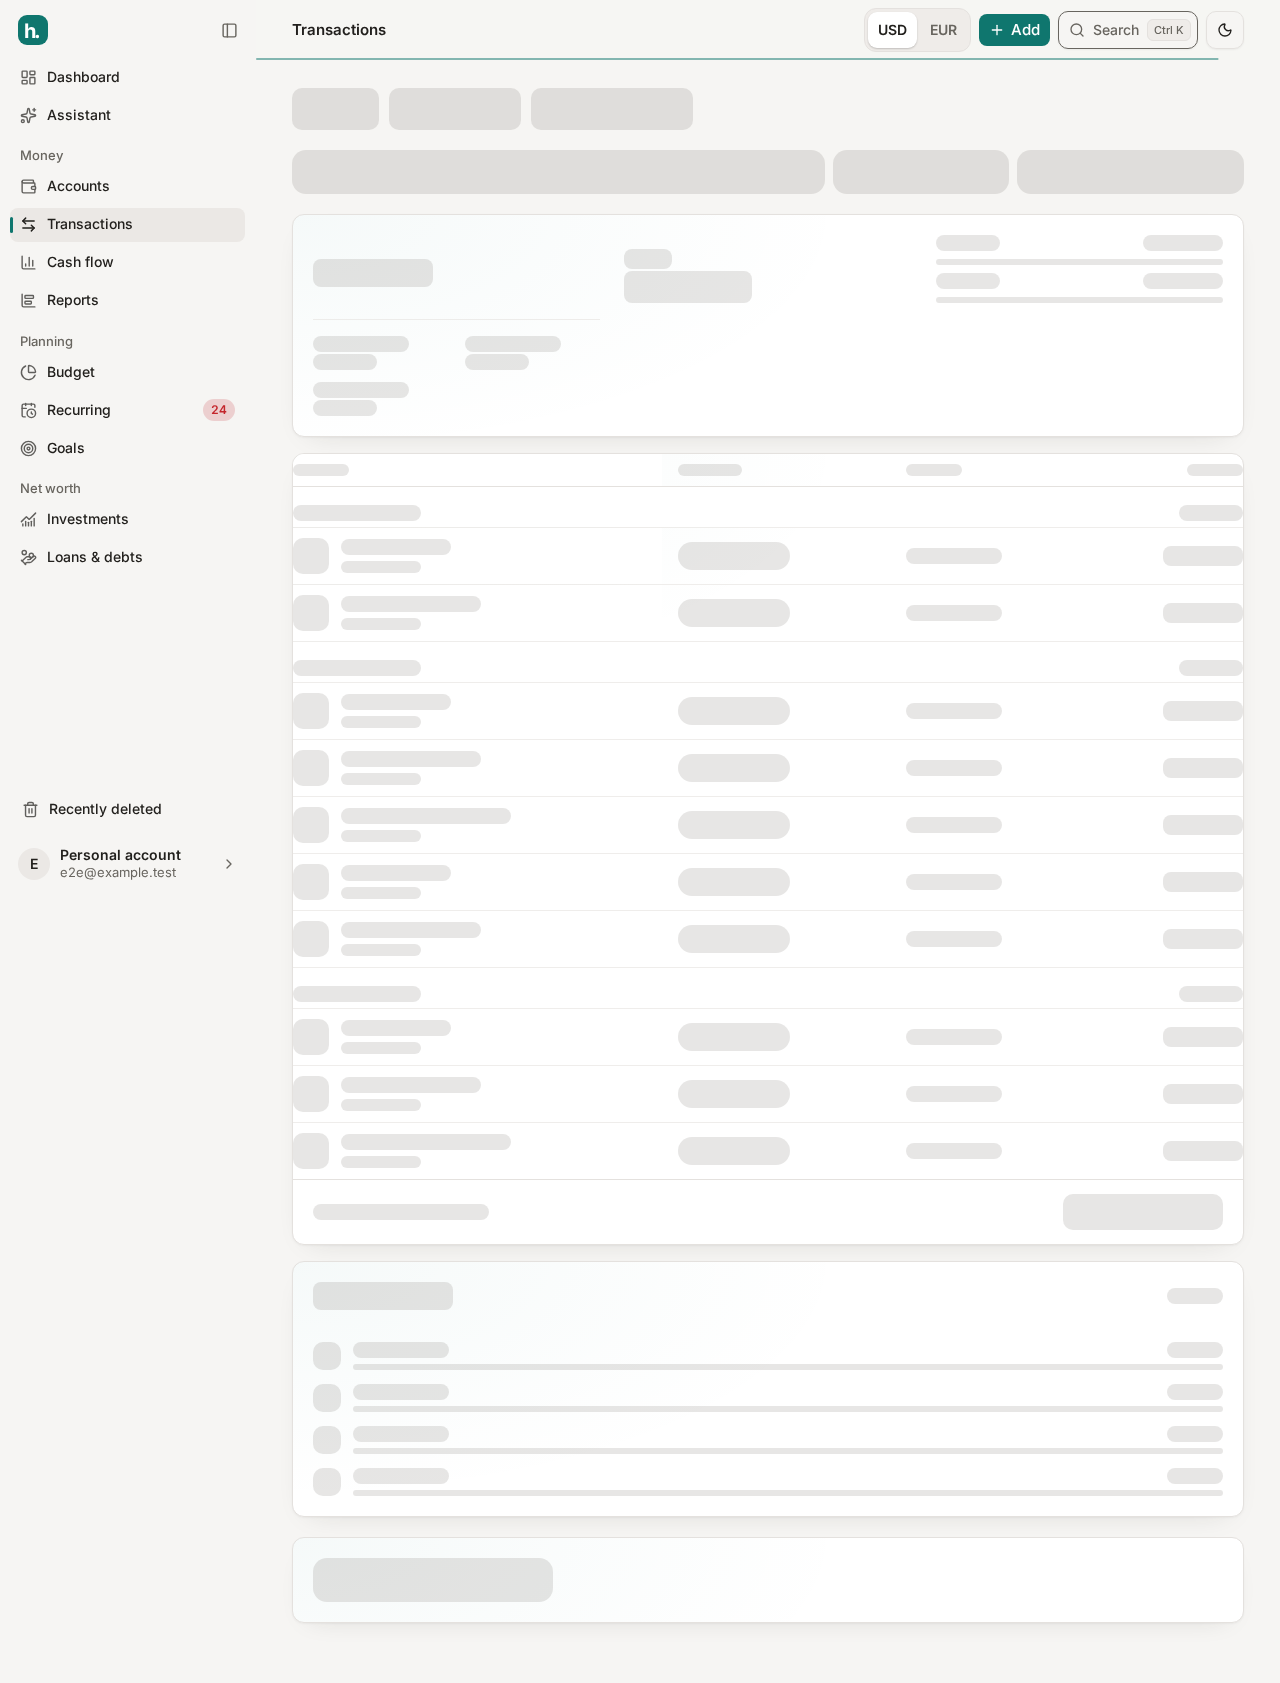 h.
Transactions
USD
EUR
Add
Search
Ctrl K
Dashboard
Assistant
Money
Accounts
Transactions
Cash flow
Reports
Planning
Budget
Recurring
24
Goals
Net worth
Investments
Loans & debts
Recently deleted
E
Personal account
e2e@example.test